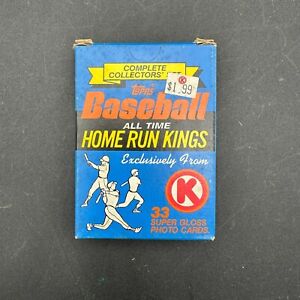 COMPLETE
COLLECTORS'
K
$1.99
Topps
Baseball
ALL TIME
HOME RUN KINGS
Exclusively From
K
33
SUPER GLOSS
PHOTO CARDS.